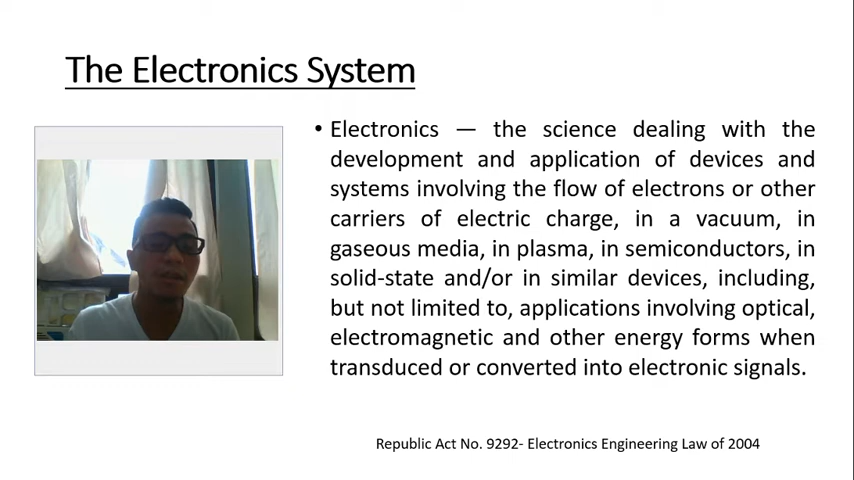 The Electronics System
• Electronics — the science dealing with the
development and application of devices and
systems involving the flow of electrons or other
carriers of electric charge, in a vacuum, in
gaseous media, in plasma, in semiconductors, in
solid-state and/or in similar devices, including,
but not limited to, applications involving optical,
electromagnetic and other energy forms when
transduced or converted into electronic signals.
Republic Act No. 9292- Electronics Engineering Law of 2004